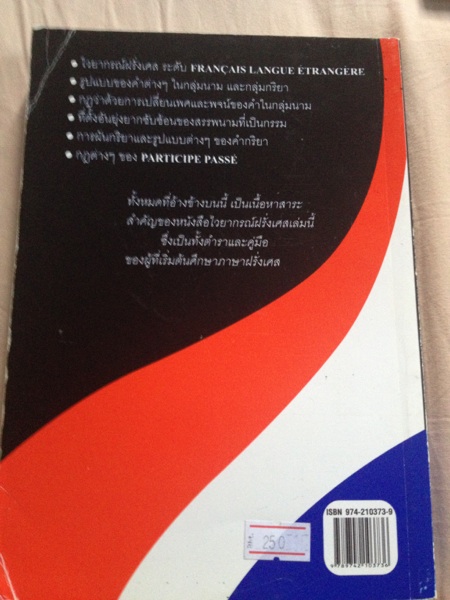 • ไวยากรณ์ฝรั่งเศส ระดับ FRANÇAIS LANGUE ÉTRANGÈRE
• รูปแบบของคำต่างๆ ในกลุ่มนาม และกลุ่มกริยา
• กฎว่าด้วยการเปลี่ยนเพศและพจน์ของคำในกลุ่มนาม
• ที่ตั้งอันยุ่งยากซับซ้อนของสรรพนามที่เป็นกรรม
• การผันกริยาและรูปแบบต่างๆ ของคำกริยา
• กฎต่างๆ ของ PARTICIPE PASSÉ
ทั้งหมดที่อ้างข้างบนนี้ เป็นเนื้อหาสาระ
สำคัญของหนังสือไวยากรณ์ฝรั่งเศสเล่มนี้
ซึ่งเป็นทั้งตำราและคู่มือ
ของผู้ที่เริ่มต้นศึกษาภาษาฝรั่งเศส
ISBN 974-210373-9
250
9 789742 103736